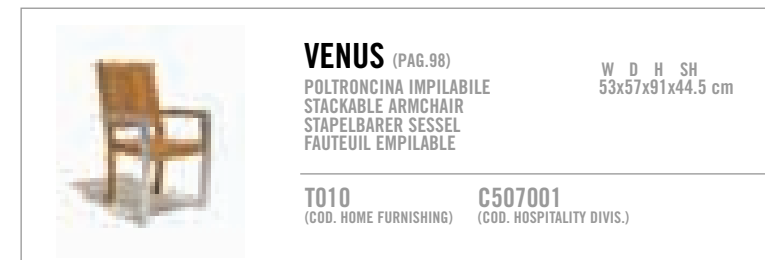 VENUS (PAG.98)
POLTRONCINA IMPILABILE
STACKABLE ARMCHAIR
STAPELBARER SESSEL
FAUTEUIL EMPILABLE
W D H SH
53x57x91x44.5 cm
T010
(COD. HOME FURNISHING)
C507001
(COD. HOSPITALITY DIVIS.)